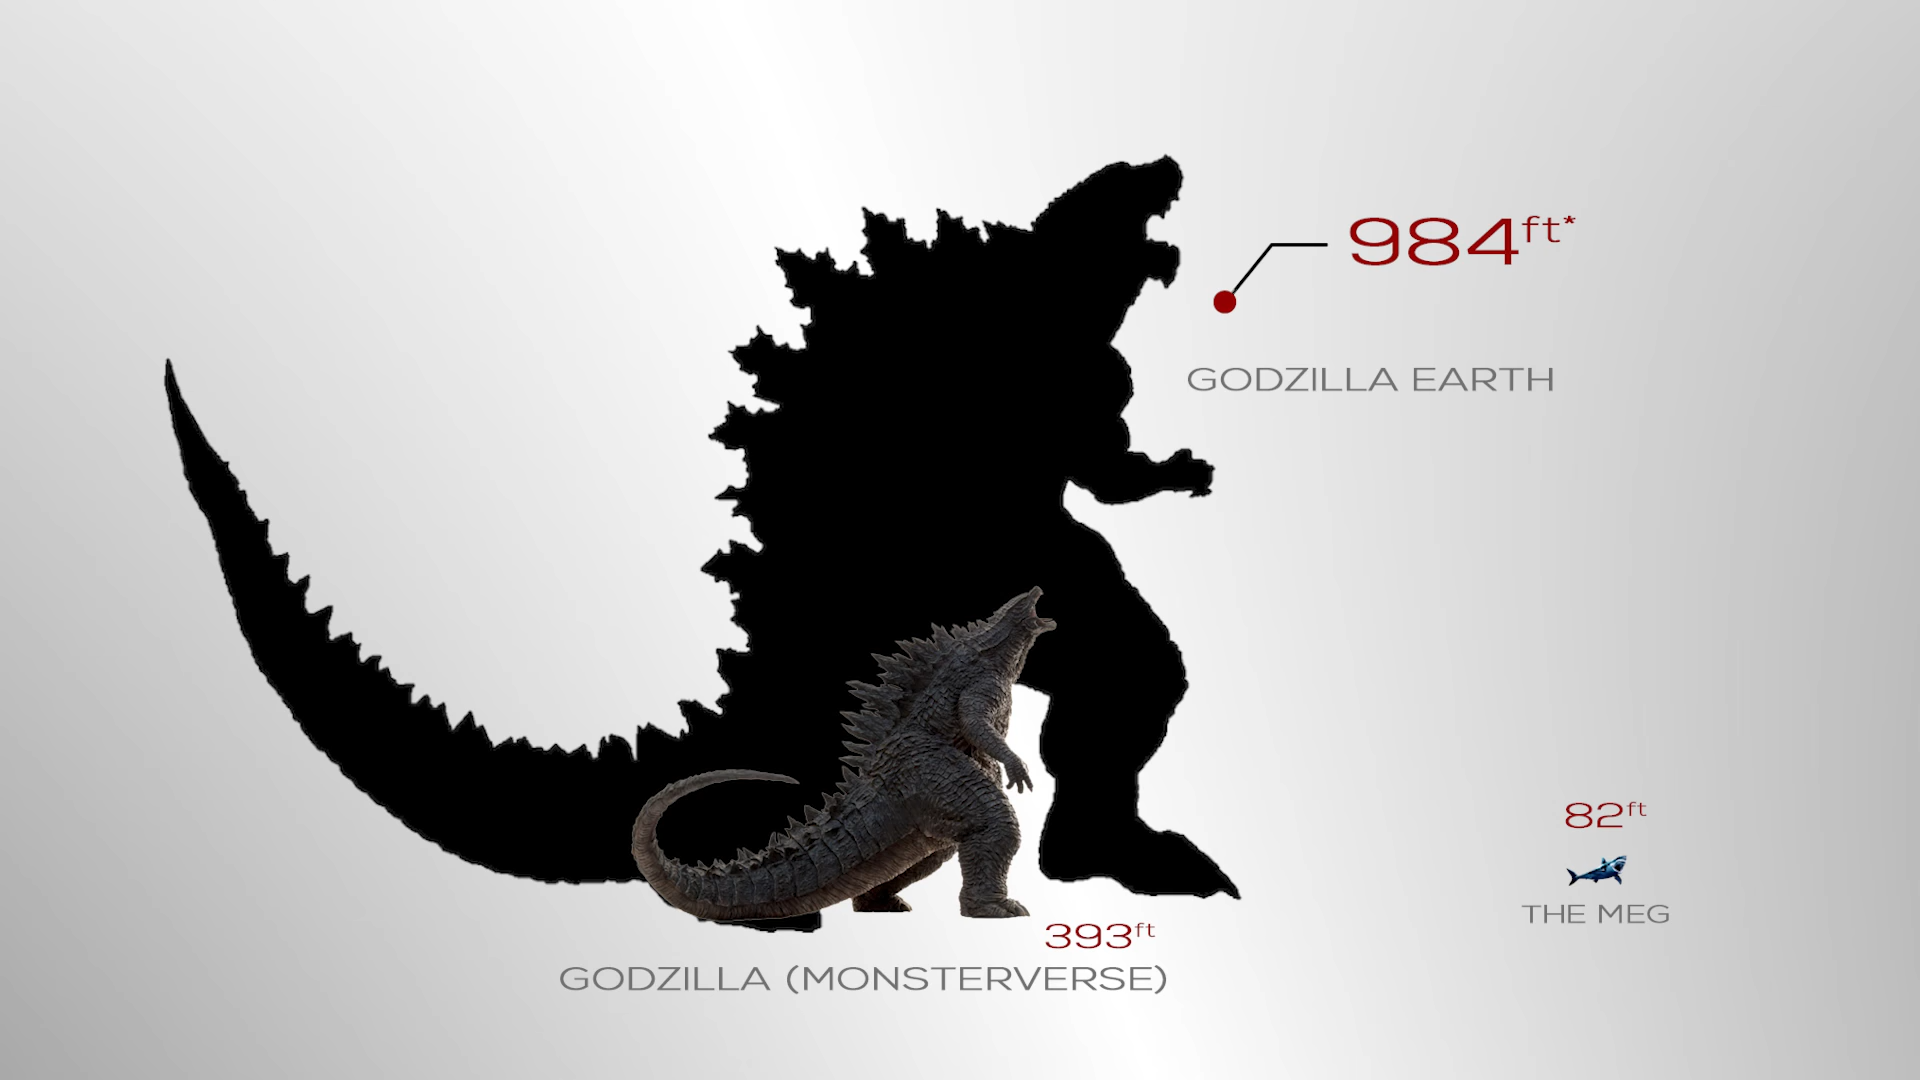 984ft*
GODZILLA EARTH
82ft
THE MEG
393ft
GODZILLA (MONSTERVERSE)